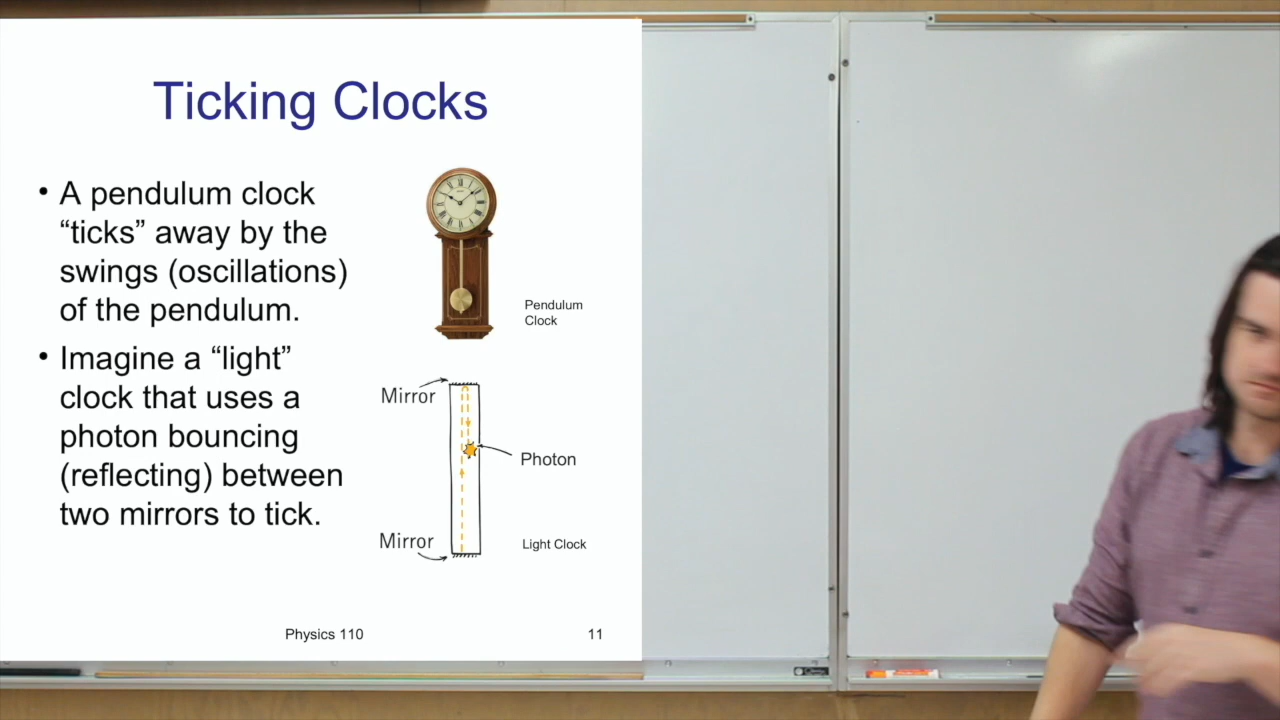 Ticking Clocks
• A pendulum clock
“ticks” away by the
swings (oscillations)
of the pendulum.
• Imagine a “light”
clock that uses a
photon bouncing
(reflecting) between
two mirrors to tick.
Pendulum
Clock
Mirror
Photon
Mirror
Light Clock
Physics 110
11